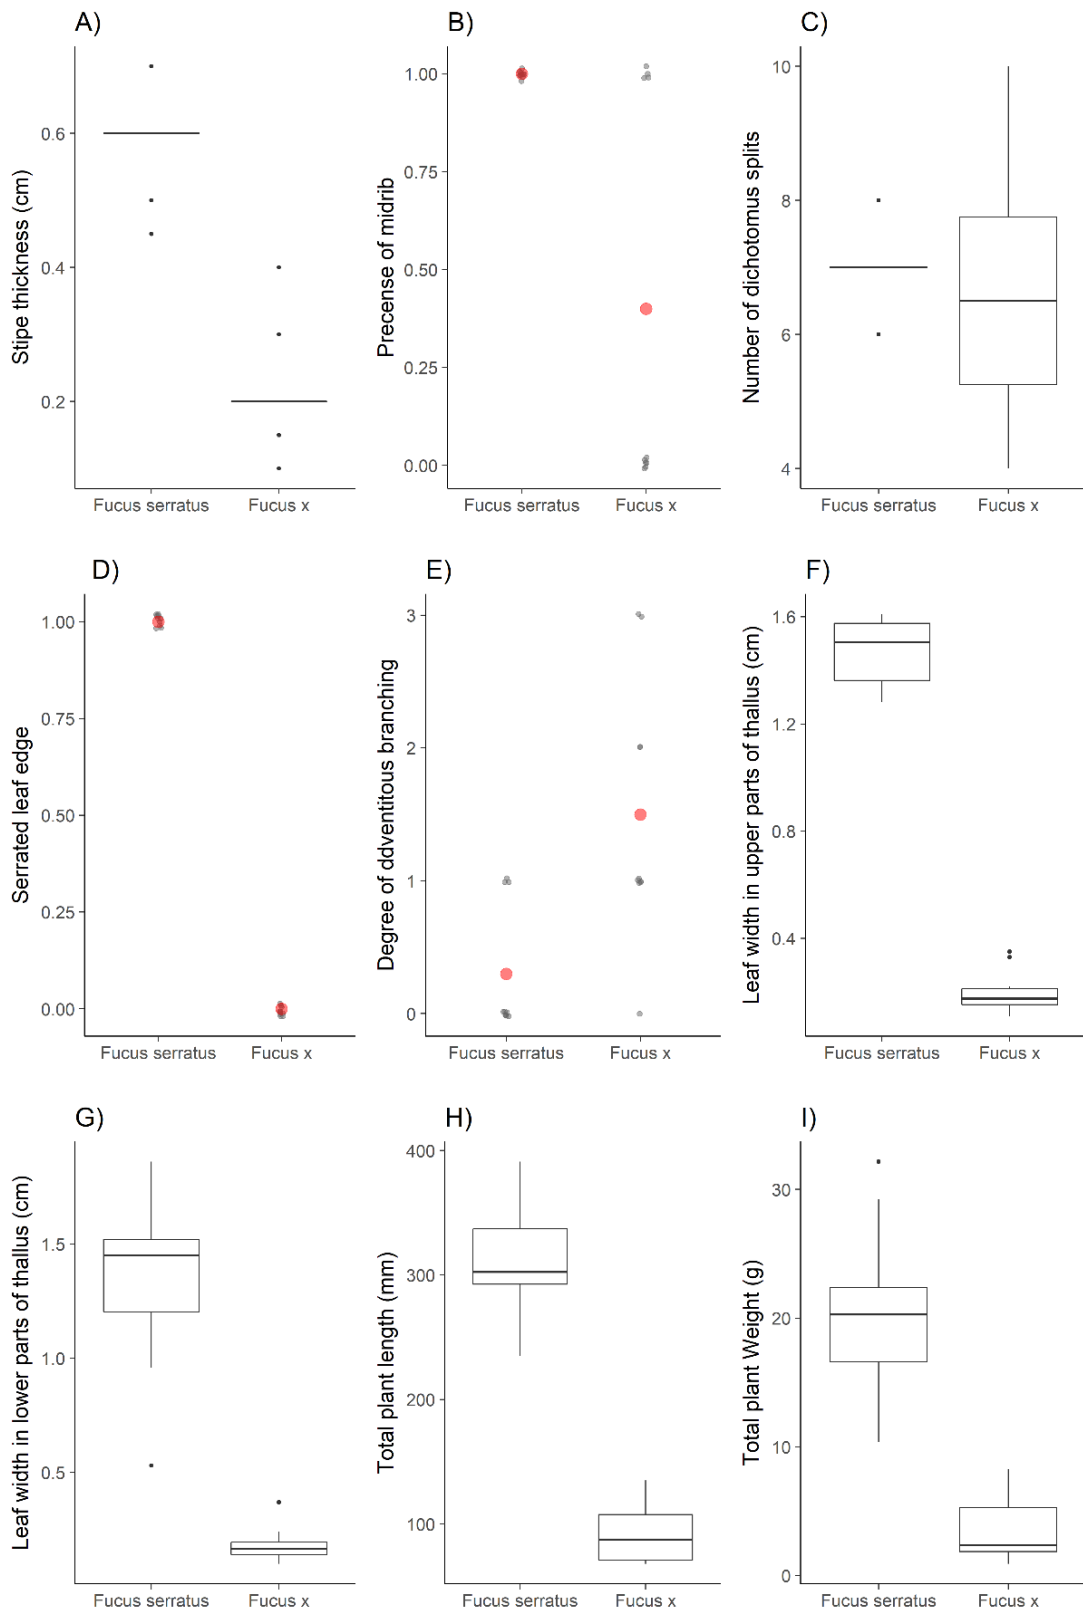 A)
Stipe thickness (cm)
0.6
0.4
0.2
Fucus serratus
Fucus x
B)
Precense of midrib
1.00
0.75
0.50
0.25
0.00
Fucus serratus
Fucus x
C)
Number of dichotomus splits
10
8
6
4
Fucus serratus
Fucus x
D)
Serrated leaf edge
1.00
0.75
0.50
0.25
0.00
Fucus serratus
Fucus x
E)
Degree of ddventitous branching
3
2
1
0
Fucus serratus
Fucus x
F)
Leaf width in upper parts of thallus (cm)
1.6
1.2
0.8
0.4
Fucus serratus
Fucus x
G)
Leaf width in lower parts of thallus (cm)
1.5
1.0
0.5
Fucus serratus
Fucus x
H)
Total plant length (mm)
400
300
200
100
Fucus serratus
Fucus x
I)
Total plant Weight (g)
30
20
10
0
Fucus serratus
Fucus x